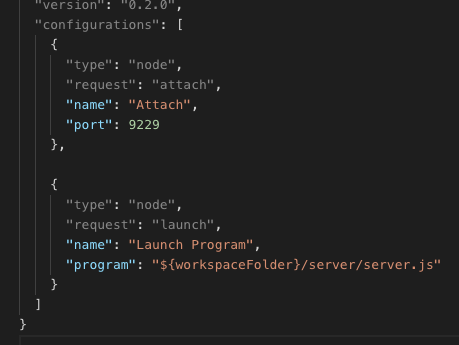 "version": "0.2.0",
"configurations": [
{
"type": "node",
"request": "attach",
"name": "Attach",
"port": 9229
},
{
"type": "node",
"request": "launch",
"name": "Launch Program",
"program": "${workspaceFolder}/server/server.js"
}
]
}